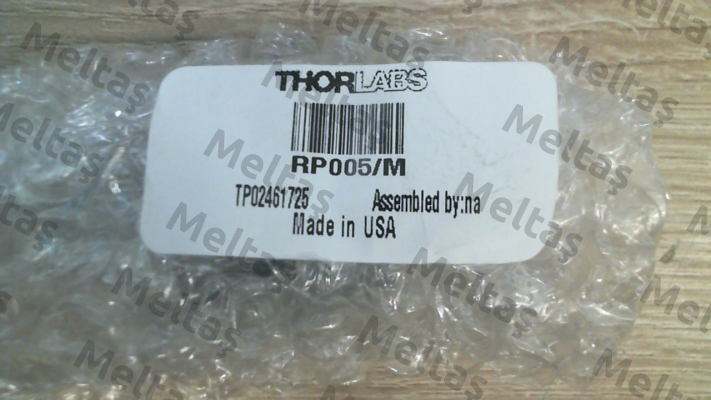 THORLABS
RP005/M
TP02461725 Assembled by:na
Made in USA
Meltaş